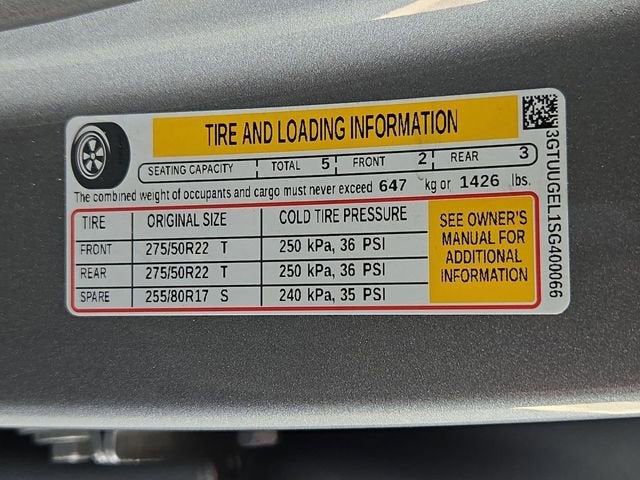 TIRE AND LOADING INFORMATION
SEATING CAPACITY TOTAL 5 FRONT 2 REAR 3
The combined weight of occupants and cargo must never exceed 647 kg or 1426 lbs.
TIRE ORIGINAL SIZE COLD TIRE PRESSURE
FRONT 275/50R22 T 250 kPa, 36 PSI
REAR 275/50R22 T 250 kPa, 36 PSI
SPARE 255/80R17 S 240 kPa, 35 PSI
SEE OWNER'S
MANUAL FOR
ADDITIONAL
INFORMATION
3GTUUGEL1SG400066